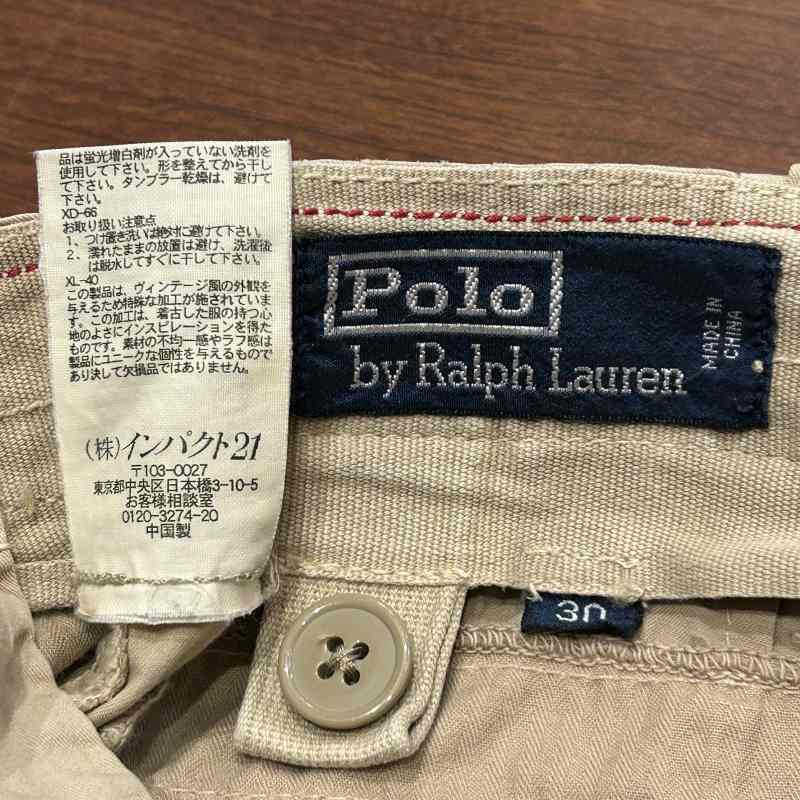 品は蛍光増白剤が入っていない洗剤を
使用して下さい。形を整えてから干し
て下さい。タンブラー乾燥は、避けて
下さい。
XD-66
お取り扱い注意点
1、つけ置き洗いは絶対に避けて下さい。
2、濡れたままの放置は避け、洗濯後
は脱水してすぐに干して下さい。
XL-40
この製品は、ヴィンテージ風の外観を
与えるため特殊な加工が施されていま
す。この加工は、着古した服の持つ心
地のよさにインスピレーションを得た
ものです。素材の不均一感やラフ感は
製品にユニークな個性を与えるもので
あり決して欠損品ではありません。
(株)インパクト21
〒103-0027
東京都中央区日本橋3-10-5
お客様相談室
0120-3274-20
中国製
Polo
by Ralph Lauren
MADE IN
CHINA
30